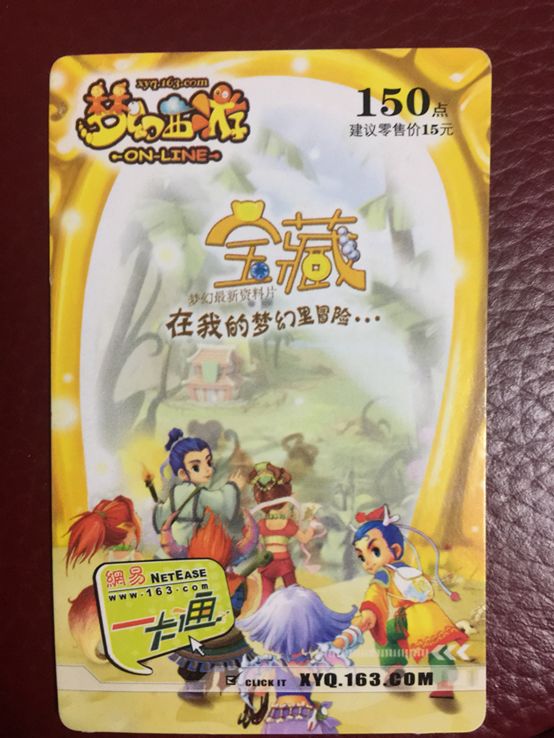 xyq.163.com
梦幻西游
ON-LINE
150点
建议零售价15元
宝藏
梦幻最新资料片
在我的梦幻里冒险...
網易 NETEASE
www.163.com
一卡通
CLICK IT XYQ.163.COM